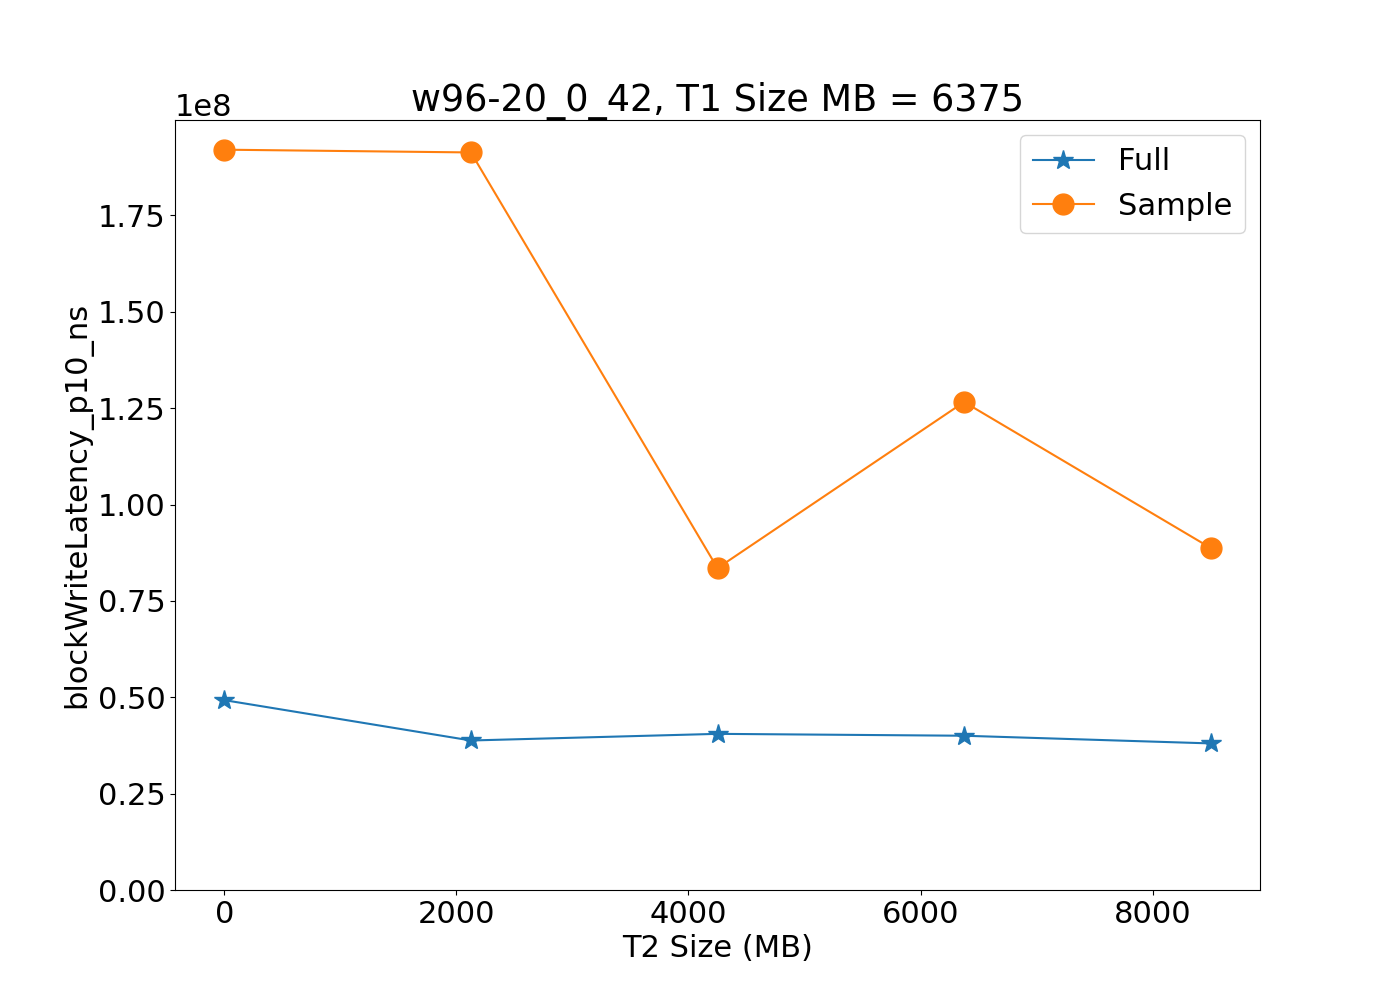 w96-20_0_42, T1 Size MB = 6375
1e8
Full
Sample
1.75
1.50
1.25
1.00
0.75
0.50
0.25
0.00
blockWriteLatency_p10_ns
0 2000 4000 6000 8000
T2 Size (MB)